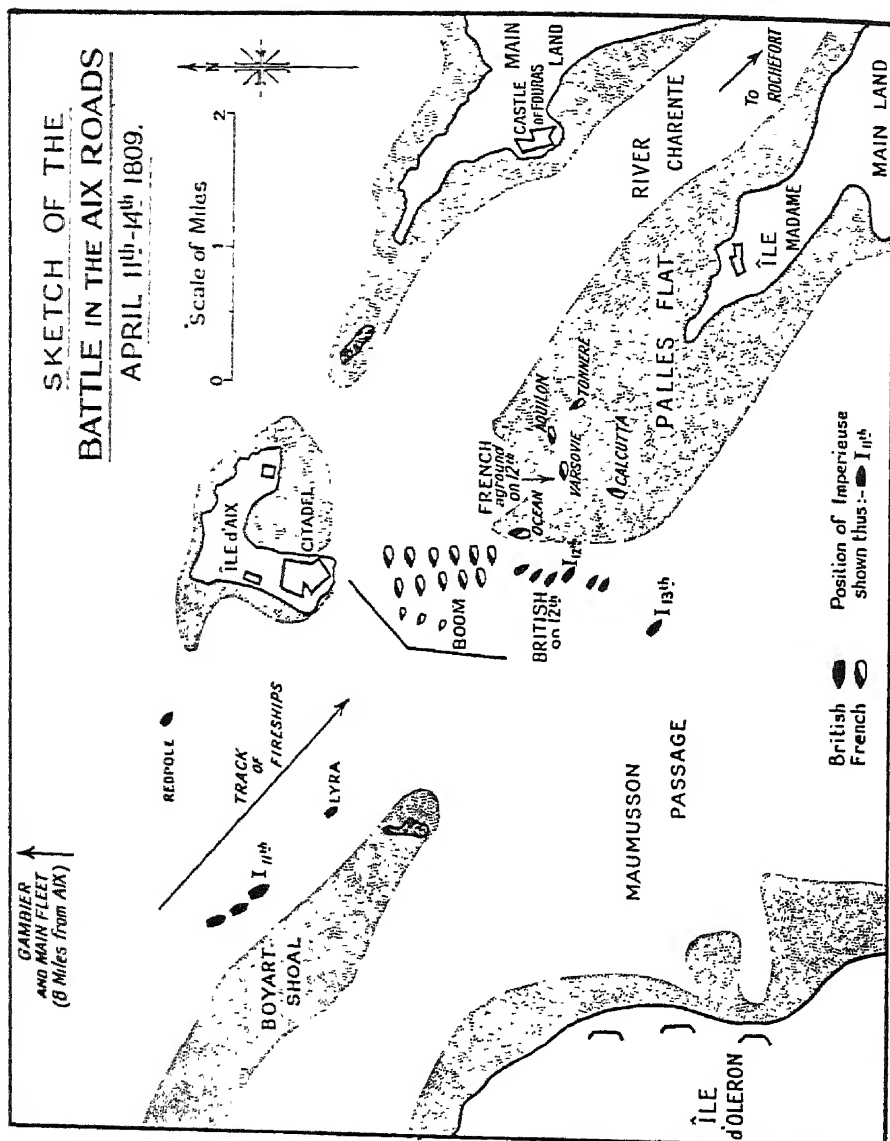 SKETCH OF THE
BATTLE IN THE AIX ROADS
APRIL 11th-14th 1809.
N
Scale of Miles
0 1 2
GAMBIER
AND MAIN FLEET
(8 Miles from AIX)
REDPOLE
TRACK
OF
FIRESHIPS
LYRA
I 11th
BOYART
SHOAL
ÎLE d'AIX
CITADEL
CASTLE
OF FOURAS
MAIN
LAND
BOOM
FRENCH
aground
on 12th
OCEAN
AQUILON
VARSOVIE
TONNERE
CALCUTTA
BRITISH
on 12th
I 12th
I 13th
RIVER
CHARENTE
To
ROCHEFORT
PALLES FLAT
ÎLE
MADAME
MAIN LAND
MAUMUSSON
PASSAGE
ÎLE
d'OLERON
British
French
Position of Imperieuse
shown thus:- I 11th